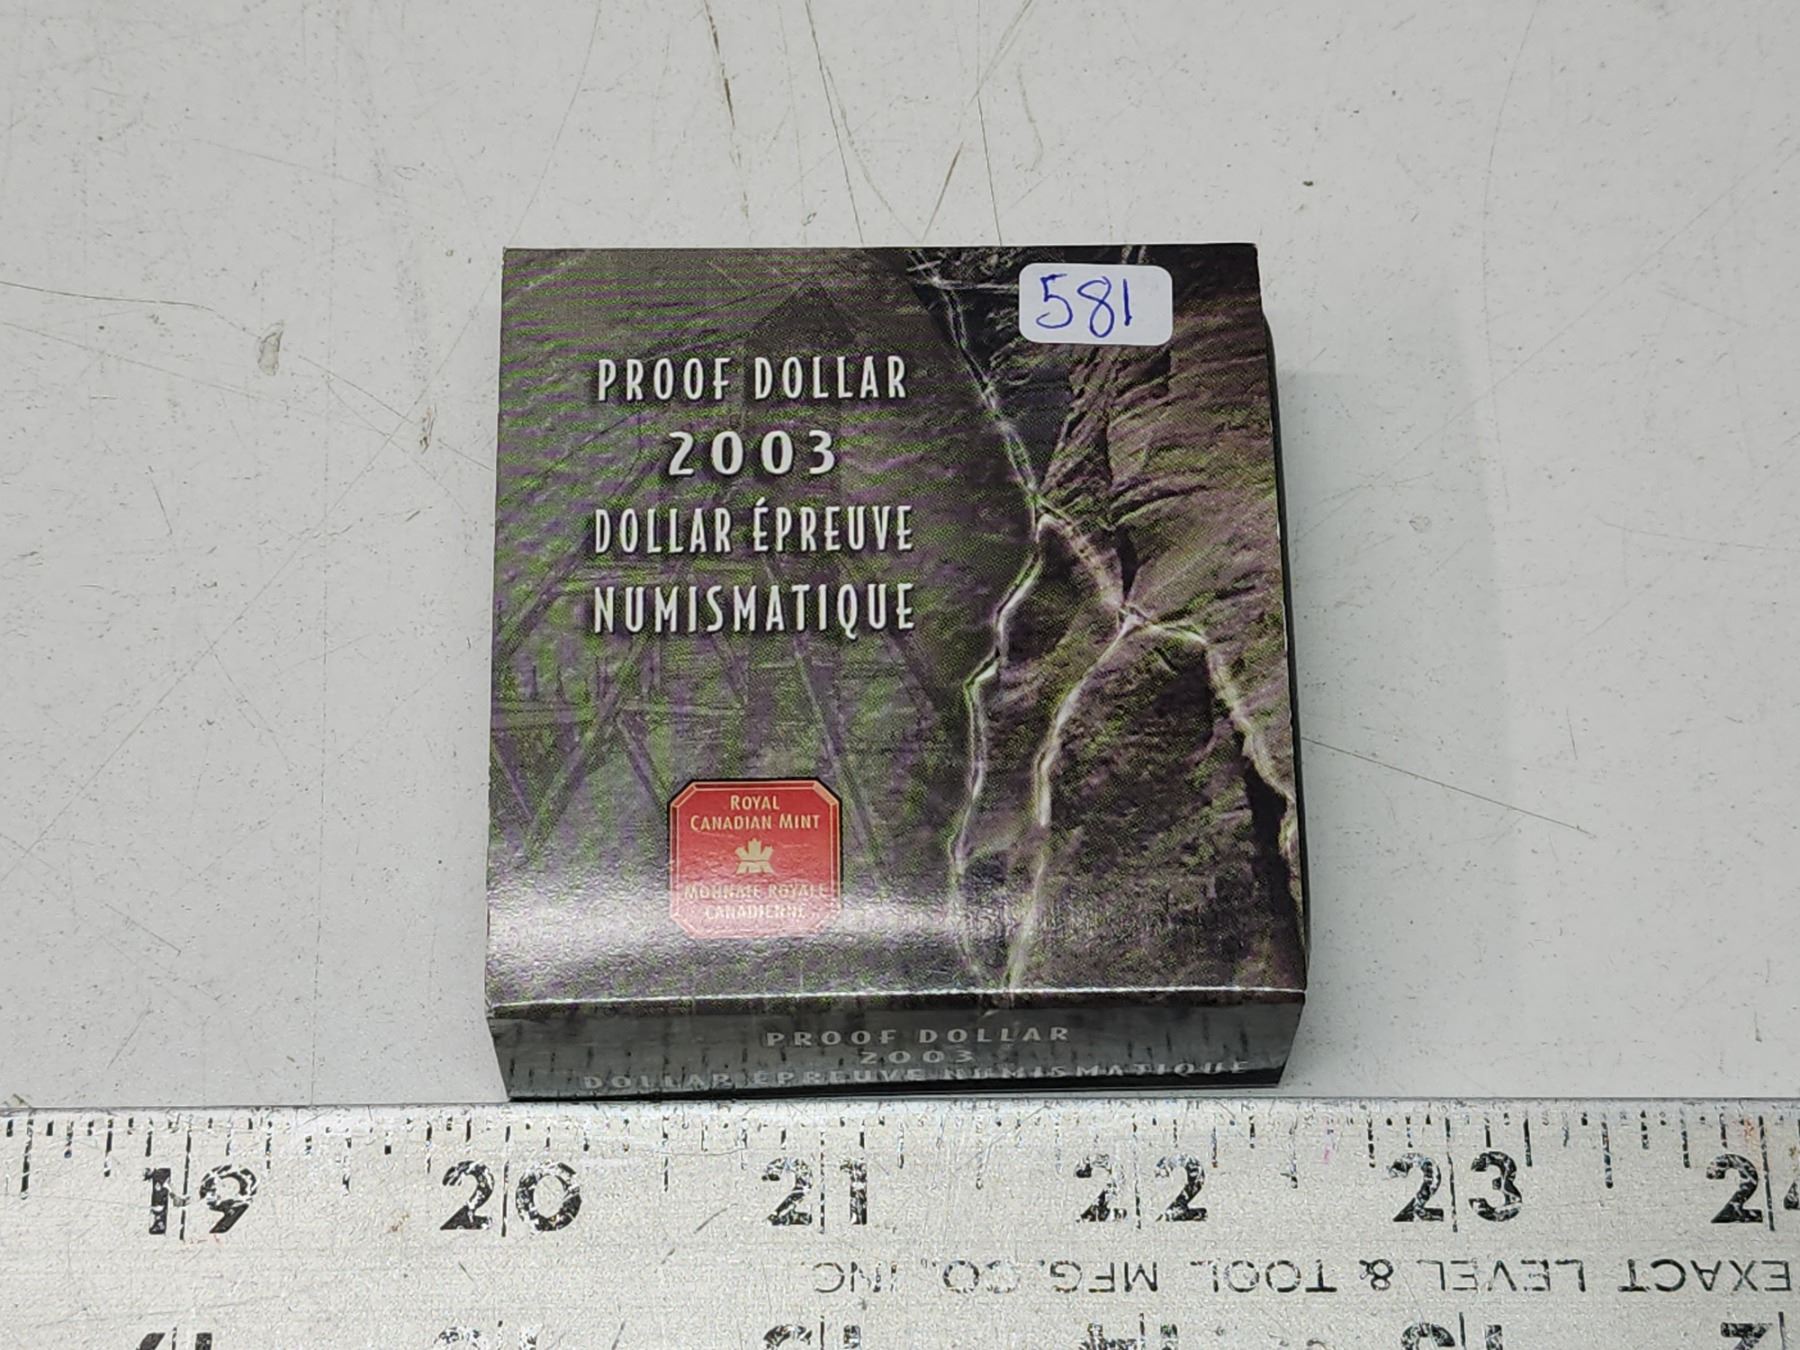 581
PROOF DOLLAR
2003
DOLLAR ÉPREUVE
NUMISMATIQUE
ROYAL
CANADIAN MINT
MONNAIE ROYALE
CANADIENNE
PROOF DOLLAR
2003
DOLLAR ÉPREUVE NUMISMATIQUE
19 20 21 22 23 24
EXACT LEVEL & TOOL MFG. CO., INC.